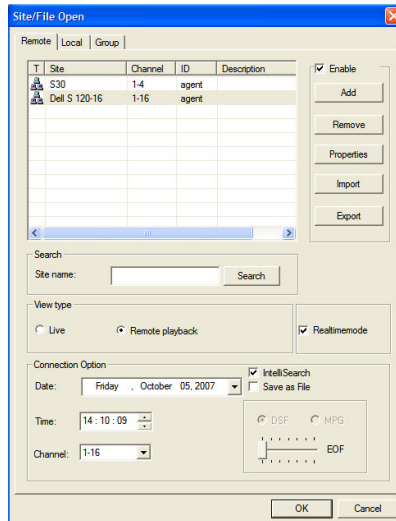 Site/File Open
Remote Local Group
T Site Channel ID Description
S30 1-4 agent
Dell S 120-16 1-16 agent
Enable
Add
Remove
Properties
Import
Export
Search
Site name: Search
View type
Live Remote playback
Realtimemode
Connection Option
IntelliSearch
Date: Friday , October 05, 2007
Save as File
Time: 14 : 10 : 09
DSF MPG
EOF
Channel: 1-16
OK Cancel